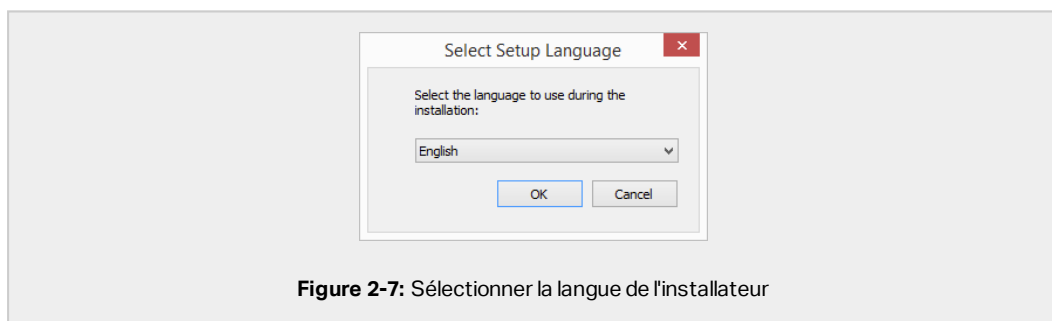 Select Setup Language
Select the language to use during the
installation:
English
OK Cancel
Figure 2-7: Sélectionner la langue de l'installateur